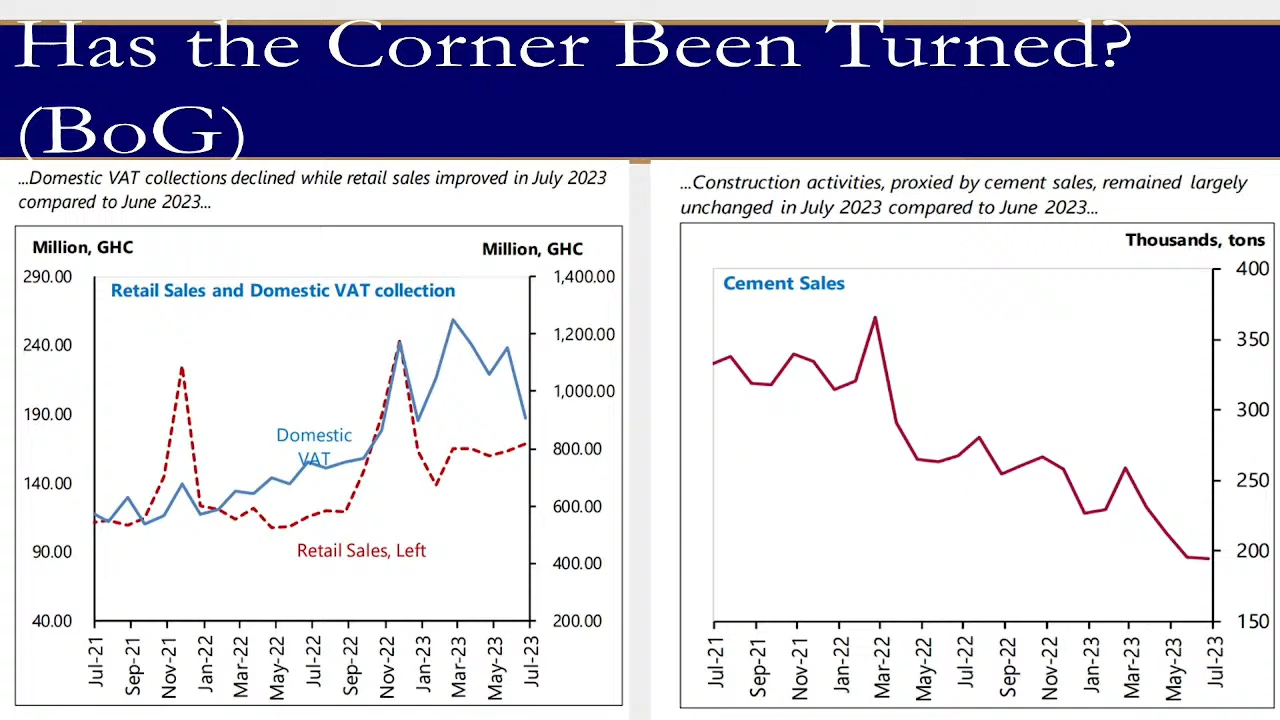 Has the Corner Been Turned?
(BoG)
...Domestic VAT collections declined while retail sales improved in July 2023
compared to June 2023...
Million, GHC
Million, GHC
Retail Sales and Domestic VAT collection
290.00
240.00
190.00
140.00
90.00
40.00
1,400.00
1,200.00
1,000.00
800.00
600.00
400.00
200.00
Domestic
VAT
Retail Sales, Left
Jul-21
Sep-21
Nov-21
Jan-22
Mar-22
May-22
Jul-22
Sep-22
Nov-22
Jan-23
Mar-23
May-23
Jul-23
...Construction activities, proxied by cement sales, remained largely
unchanged in July 2023 compared to June 2023...
Thousands, tons
Cement Sales
400
350
300
250
200
150
Jul-21
Sep-21
Nov-21
Jan-22
Mar-22
May-22
Jul-22
Sep-22
Nov-22
Jan-23
Mar-23
May-23
Jul-23